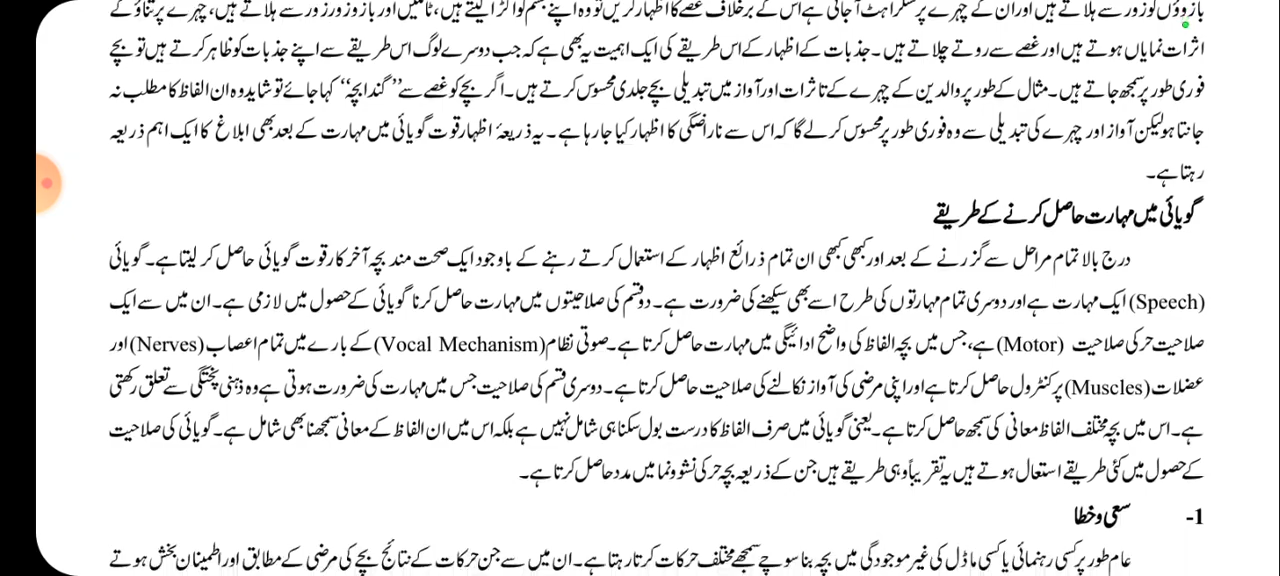 بازوؤں کو زور سے ہلاتے ہیں اور ان کے چہرے پر مسکراہٹ آ جاتی ہے اس کے برخلاف غصے کا اظہار کریں تو وہ اپنے جسم کو اکڑا لیتے ہیں، ٹانگیں اور بازو زور زور سے ہلاتے ہیں، چہرے پر تناؤ کے
اثرات نمایاں ہوتے ہیں اور غصے سے روتے چلاتے ہیں۔ جذبات کے اظہار کے اس طریقے کی ایک اہمیت یہ بھی ہے کہ جب دوسرے لوگ اس طریقے سے اپنے جذبات کو ظاہر کرتے ہیں تو بچے
فوری طور پر سمجھ جاتے ہیں۔ مثال کے طور پر والدین کے چہرے کے تاثرات اور آواز میں تبدیلی بچے جلدی محسوس کرتے ہیں۔ اگر بچے کو غصے سے ’’گندا بچہ‘‘ کہا جائے تو شاید وہ ان الفاظ کا مطلب نہ
جانتا ہو لیکن آواز اور چہرے کی تبدیلی سے وہ فوری طور پر محسوس کر لے گا کہ اس سے ناراضگی کا اظہار کیا جا رہا ہے۔ یہ ذریعۂ اظہار قوت گویائی میں مہارت کے بعد بھی ابلاغ کا ایک اہم ذریعہ
رہتا ہے۔
گویائی میں مہارت حاصل کرنے کے طریقے
درج بالا تمام مراحل سے گزرنے کے بعد اور کبھی کبھی ان تمام ذرائع اظہار کے استعمال کرتے رہنے کے باوجود ایک صحت مند بچہ آخر کار قوت گویائی حاصل کر لیتا ہے۔ گویائی
(Speech) ایک مہارت ہے اور دوسری تمام مہارتوں کی طرح اسے بھی سیکھنے کی ضرورت ہے۔ دو قسم کی صلاحیتوں میں مہارت حاصل کرنا گویائی کے حصول میں لازمی ہے۔ ان میں سے ایک
صلاحیت حرکی صلاحیت (Motor) ہے، جس میں بچہ الفاظ کی واضح ادائیگی میں مہارت حاصل کرتا ہے۔ صوتی نظام (Vocal Mechanism) کے بارے میں تمام اعصاب (Nerves) اور
عضلات (Muscles) پر کنٹرول حاصل کرتا ہے اور اپنی مرضی کی آواز نکالنے کی صلاحیت حاصل کرتا ہے۔ دوسری قسم کی صلاحیت جس میں مہارت کی ضرورت ہوتی ہے وہ ذہنی پختگی سے تعلق رکھتی
ہے۔ اس میں بچہ مختلف الفاظ معانی کی سمجھ حاصل کرتا ہے۔ یعنی گویائی میں صرف الفاظ کا درست بول سکنا ہی شامل نہیں ہے بلکہ اس میں ان الفاظ کے معانی سمجھنا بھی شامل ہے۔ گویائی کی صلاحیت
کے حصول میں کئی طریقے استعمال ہوتے ہیں یہ تقریباً وہی طریقے ہیں جن کے ذریعہ بچہ حرکی نشوونما میں مدد حاصل کرتا ہے۔
1- سعی و خطا
عام طور پر کسی رہنمائی یا کسی ماڈل کی غیر موجودگی میں بچہ بنا سوچے سمجھے مختلف حرکات کرتا رہتا ہے۔ ان میں سے جن حرکات کے نتائج بچے کی مرضی کے مطابق اور اطمینان بخش ہوتے